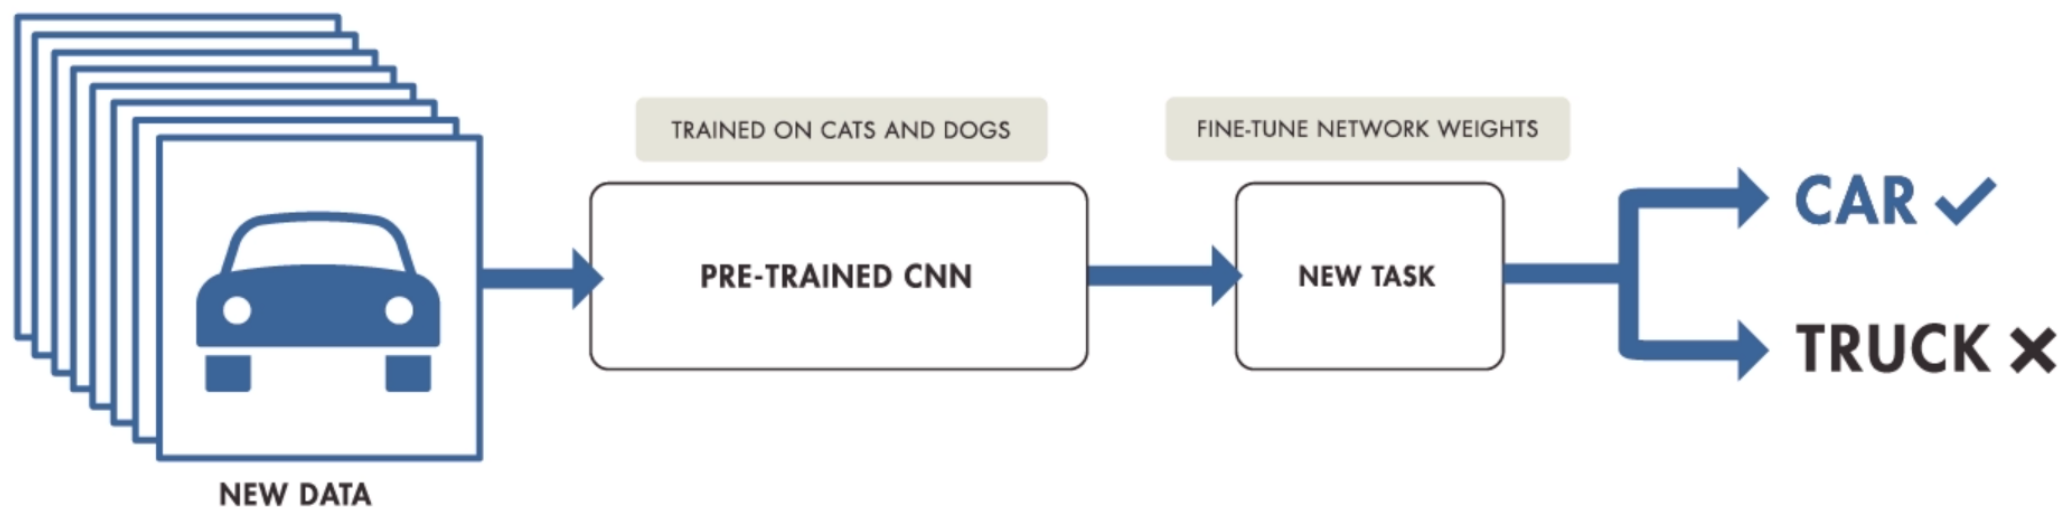 TRAINED ON CATS AND DOGS
FINE-TUNE NETWORK WEIGHTS
CAR
PRE-TRAINED CNN
NEW TASK
TRUCK
NEW DATA